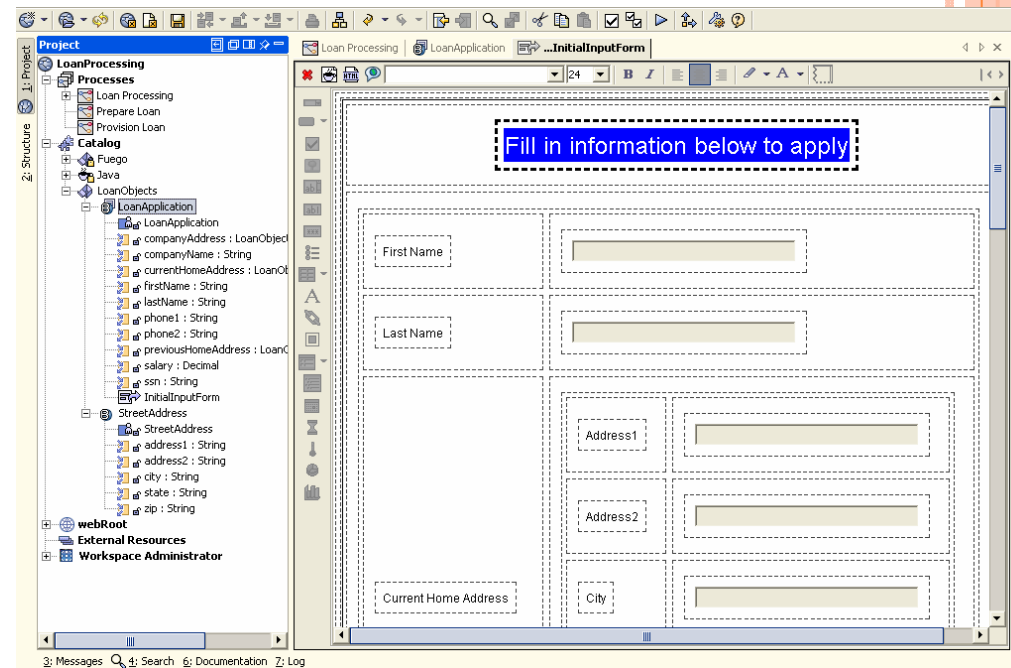 1: Project
2: Structure
Project
LoanProcessing
Processes
Loan Processing
Prepare Loan
Provision Loan
Catalog
Fuego
Java
LoanObjects
LoanApplication
LoanApplication
companyAddress : LoanObject
companyName : String
currentHomeAddress : LoanOb
firstName : String
lastName : String
phone1 : String
phone2 : String
previousHomeAddress : LoanO
salary : Decimal
ssn : String
InitialInputForm
StreetAddress
StreetAddress
address1 : String
address2 : String
city : String
state : String
zip : String
webRoot
External Resources
Workspace Administrator
Loan Processing LoanApplication ...InitialInputForm
24 B I A
Fill in information below to apply
First Name
Last Name
Address1
Address2
Current Home Address City
3: Messages 4: Search 6: Documentation 7: Log